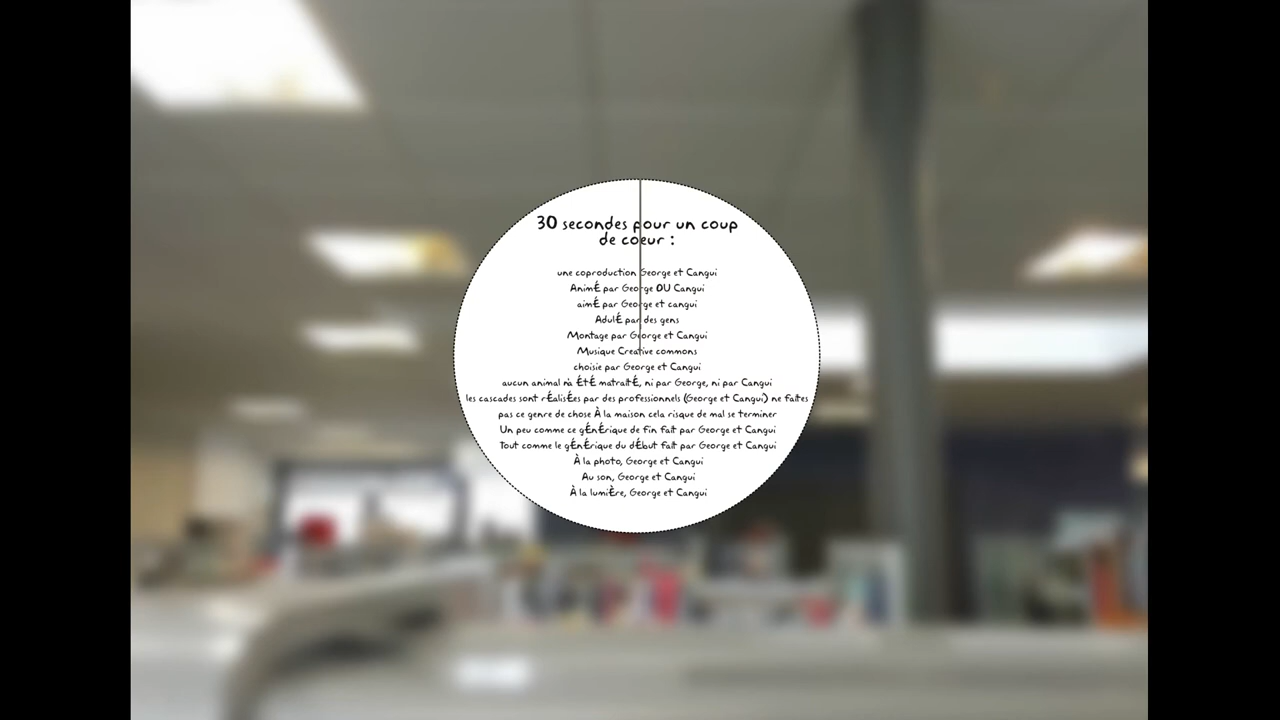 30 secondes pour un coup
de coeur :
une coproduction George et Cangui
AnimÉ par George OU Cangui
aimÉ par George et cangui
AdulÉ par des gens
Montage par George et Cangui
Musique Creative commons
choisie par George et Cangui
aucun animal nà ÉtÉ matraitÉ, ni par George, ni par Cangui
les cascades sont rÉalisÉes par des professionnels (George et Cangui) ne faîtes
pas ce genre de chose À la maison cela risque de mal se terminer
Un peu comme ce gÉnÉrique de fin fait par George et Cangui
Tout comme le gÉnÉrique du dÉbut fait par George et Cangui
À la photo, George et Cangui
Au son, George et Cangui
À la lumiÈre, George et Cangui